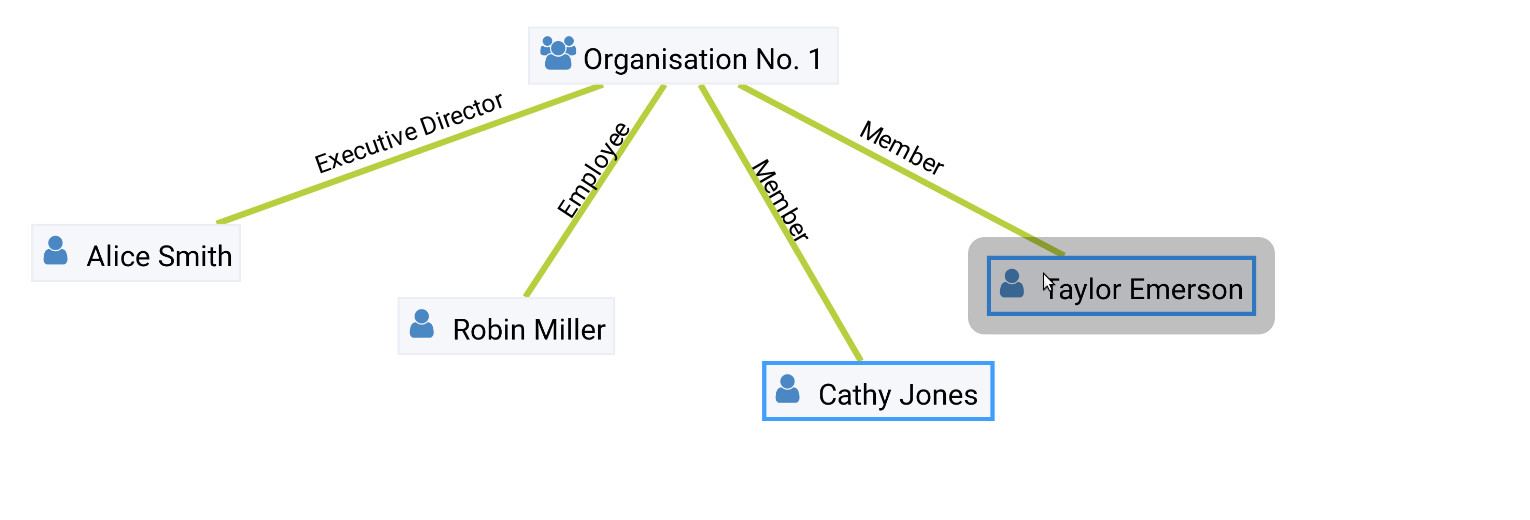 Organisation No. 1
Executive Director
Employee
Member
Member
Alice Smith
Robin Miller
Cathy Jones
Taylor Emerson